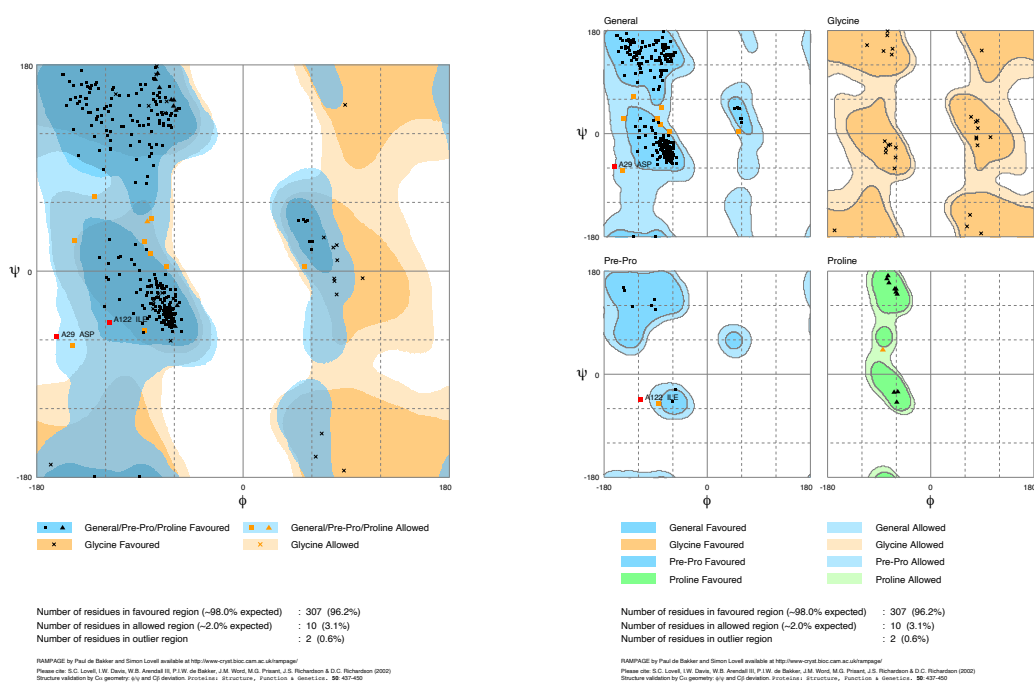 180
Ψ
0
-180
A122 ILE
A29 ASP
-180
0
180
ϕ
General/Pre-Pro/Proline Favoured
General/Pre-Pro/Proline Allowed
Glycine Favoured
Glycine Allowed
Number of residues in favoured region (~98.0% expected) : 307 (96.2%)
Number of residues in allowed region (~2.0% expected) : 10 (3.1%)
Number of residues in outlier region : 2 (0.6%)
RAMPAGE by Paul de Bakker and Simon Lovell available at http://www-cryst.bioc.cam.ac.uk/rampage/
Please cite: S.C. Lovell, I.W. Davis, W.B. Arendall III, P.I.W. de Bakker, J.M. Word, M.G. Prisant, J.S. Richardson & D.C. Richardson (2002)
Structure validation by Cα geometry: ϕ/ψ and Cβ deviation. Proteins: Structure, Function & Genetics. 50: 437-450
General
Glycine
180
Ψ
0
A29 ASP
-180
Pre-Pro
Proline
180
Ψ
0
A122 ILE
-180
-180
0
180
-180
0
180
ϕ
ϕ
General Favoured
General Allowed
Glycine Favoured
Glycine Allowed
Pre-Pro Favoured
Pre-Pro Allowed
Proline Favoured
Proline Allowed
Number of residues in favoured region (~98.0% expected) : 307 (96.2%)
Number of residues in allowed region (~2.0% expected) : 10 (3.1%)
Number of residues in outlier region : 2 (0.6%)
RAMPAGE by Paul de Bakker and Simon Lovell available at http://www-cryst.bioc.cam.ac.uk/rampage/
Please cite: S.C. Lovell, I.W. Davis, W.B. Arendall III, P.I.W. de Bakker, J.M. Word, M.G. Prisant, J.S. Richardson & D.C. Richardson (2002)
Structure validation by Cα geometry: ϕ/ψ and Cβ deviation. Proteins: Structure, Function & Genetics. 50: 437-450